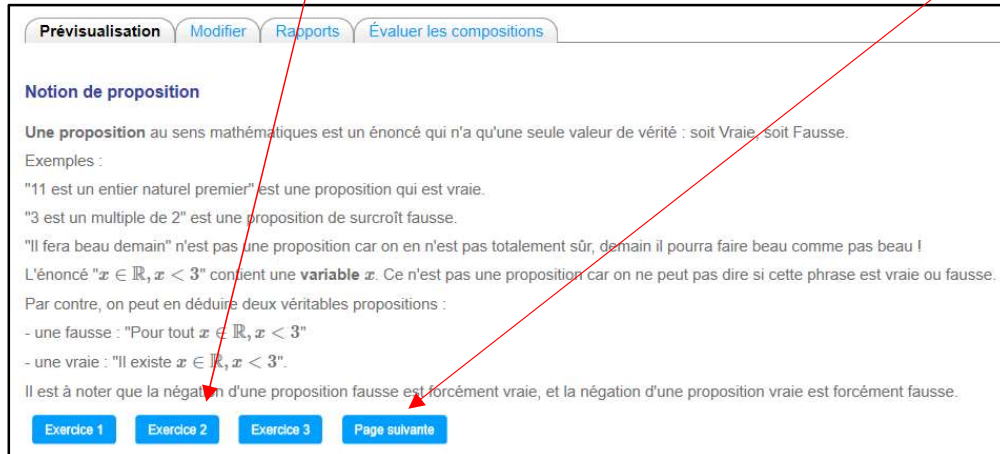 Prévisualisation Modifier Rapports Évaluer les compositions
Notion de proposition
Une proposition au sens mathématiques est un énoncé qui n'a qu'une seule valeur de vérité : soit Vraie, soit Fausse.
Exemples :
"11 est un entier naturel premier" est une proposition qui est vraie.
"3 est un multiple de 2" est une proposition de surcroît fausse.
"Il fera beau demain" n'est pas une proposition car on en n'est pas totalement sûr, demain il pourra faire beau comme pas beau !
L'énoncé "x ∈ ℝ, x < 3" contient une variable x. Ce n'est pas une proposition car on ne peut pas dire si cette phrase est vraie ou fausse.
Par contre, on peut en déduire deux véritables propositions :
- une fausse : "Pour tout x ∈ ℝ, x < 3"
- une vraie : "Il existe x ∈ ℝ, x < 3".
Il est à noter que la négation d'une proposition fausse est forcément vraie, et la négation d'une proposition vraie est forcément fausse.
Exercice 1 Exercice 2 Exercice 3 Page suivante